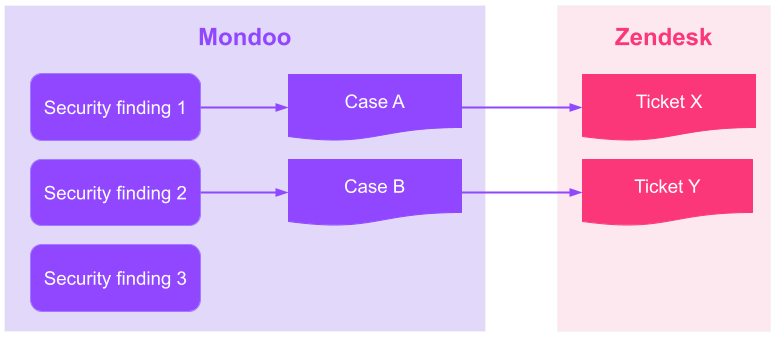 Mondoo
Zendesk
Security finding 1
Case A
Ticket X
Security finding 2
Case B
Ticket Y
Security finding 3